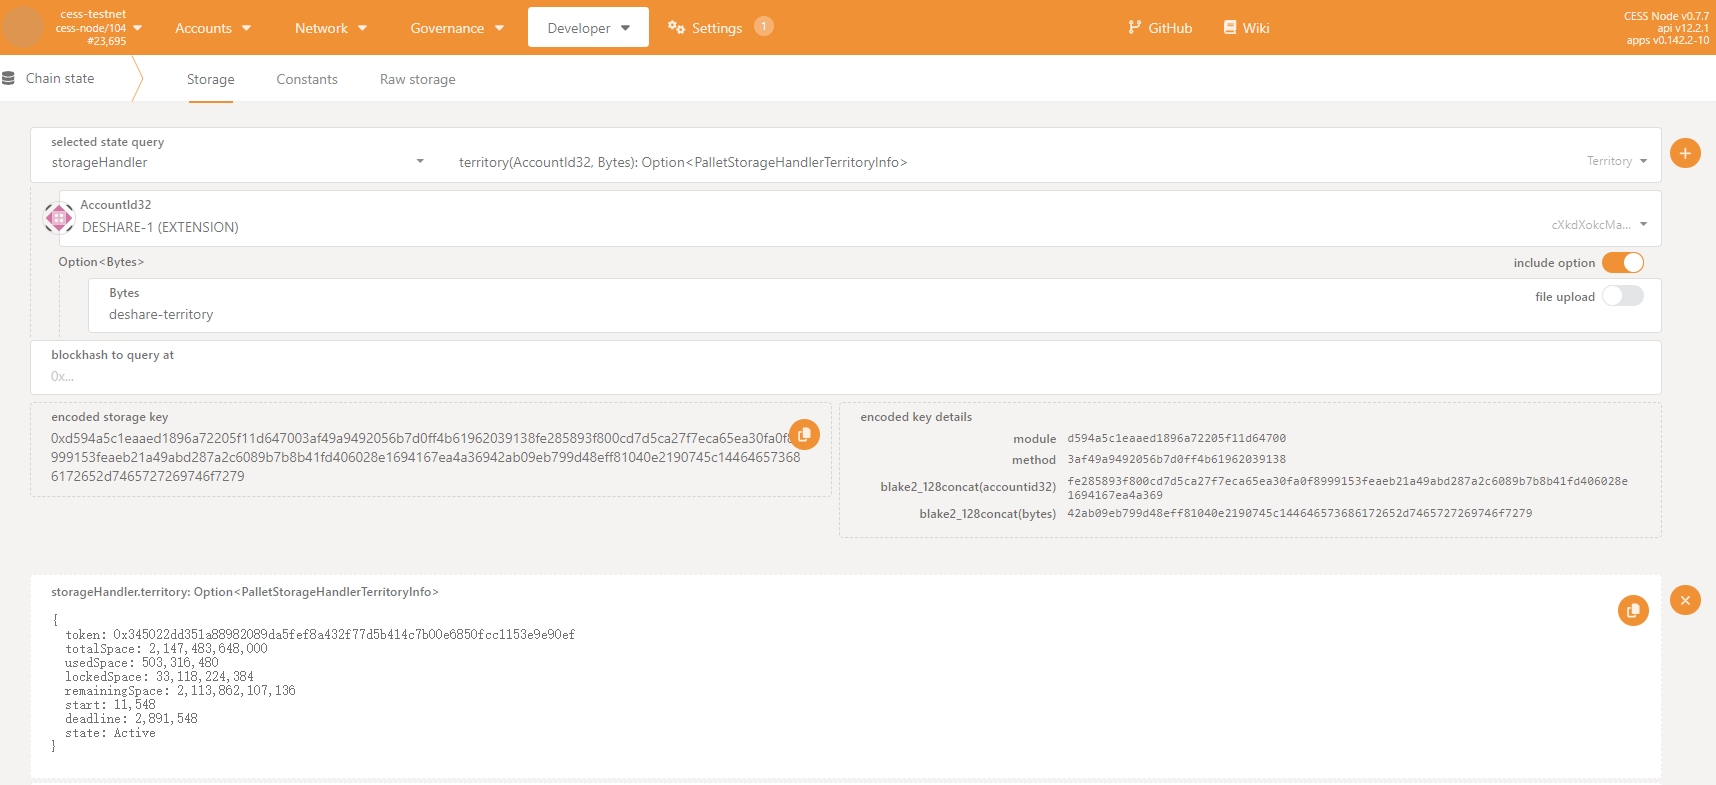 cess-testnet
cess-node/104
#23,695
Accounts
Network
Governance
Developer
Settings
1
GitHub
Wiki
CESS Node v0.7.7
api v12.2.1
apps v0.142.2-10
Chain state
Storage
Constants
Raw storage
selected state query
storageHandler
territory(AccountId32, Bytes): Option<PalletStorageHandlerTerritoryInfo>
Territory
AccountId32
DESHARE-1 (EXTENSION)
cXkdXokcMa...
Option<Bytes>
include option
Bytes
deshare-territory
file upload
blockhash to query at
0x...
encoded storage key
0xd594a5c1eaaed1896a72205f11d647003af49a9492056b7d0ff4b61962039138fe285893f800cd7d5ca27f7eca65ea30fa0f8
999153feaeb21a49abd287a2c6089b7b8b41fd406028e1694167ea4a36942ab09eb799d48eff81040e2190745c14464657368
6172652d7465727269746f7279
encoded key details
module d594a5c1eaaed1896a72205f11d64700
method 3af49a9492056b7d0ff4b61962039138
blake2_128concat(accountid32) fe285893f800cd7d5ca27f7eca65ea30fa0f8999153feaeb21a49abd287a2c6089b7b8b41fd406028e
1694167ea4a369
blake2_128concat(bytes) 42ab09eb799d48eff81040e2190745c144646573686172652d7465727269746f7279
storageHandler.territory: Option<PalletStorageHandlerTerritoryInfo>
{
token: 0x345022dd351a88982089da5fef8a432f77d5b414c7b00e6850fcc1153e9e90ef
totalSpace: 2,147,483,648,000
usedSpace: 503,316,480
lockedSpace: 33,118,224,384
remainingSpace: 2,113,862,107,136
start: 11,548
deadline: 2,891,548
state: Active
}